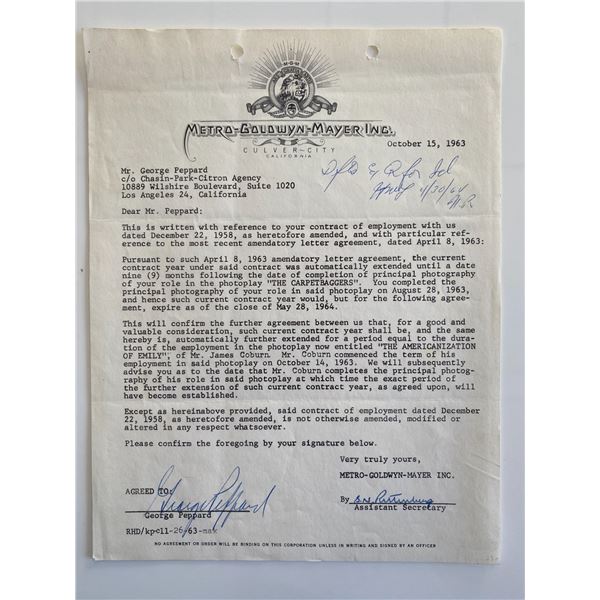 M-G-M
METRO-GOLDWYN-MAYER INC.
CULVER-CITY
CALIFORNIA
October 15, 1963
Mr. George Peppard
c/o Chasin-Park-Citron Agency
10889 Wilshire Boulevard, Suite 1020
Los Angeles 24, California
4/30/64
Dear Mr. Peppard:
This is written with reference to your contract of employment with us
dated December 22, 1958, as heretofore amended, and with particular refer-
ence to the most recent amendatory letter agreement, dated April 8, 1963:
Pursuant to such April 8, 1963 amendatory letter agreement, the current
contract year under said contract was automatically extended until a date
nine (9) months following the date of completion of principal photography
of your role in the photoplay "THE CARPETBAGGERS". You completed the
principal photography of your role in said photoplay on August 28, 1963,
and hence such current contract year would, but for the following agree-
ment, expire as of the close of May 28, 1964.
This will confirm the further agreement between us that, for a good and
valuable consideration, such current contract year shall be, and the same
hereby is, automatically further extended for a period equal to the dura-
tion of the employment in the photoplay now entitled "THE AMERICANIZATION
OF EMILY", of Mr. James Coburn. Mr. Coburn commenced the term of his
employment in said photoplay on October 14, 1963. We will subsequently
advise you as to the date that Mr. Coburn completes the principal photog-
raphy of his role in said photoplay at which time the exact period of
the further extension of such current contract year, as agreed upon, will
have become established.
Except as hereinabove provided, said contract of employment dated December
22, 1958, as heretofore amended, is not otherwise amended, modified or
altered in any respect whatsoever.
Please confirm the foregoing by your signature below.
Very truly yours,
METRO-GOLDWYN-MAYER INC.
AGREED TO:
George Peppard
George Peppard
By
Assistant Secretary
RHD/kpc11-26-63-mak
NO AGREEMENT OR ORDER WILL BE BINDING ON THIS CORPORATION UNLESS IN WRITING AND SIGNED BY AN OFFICER